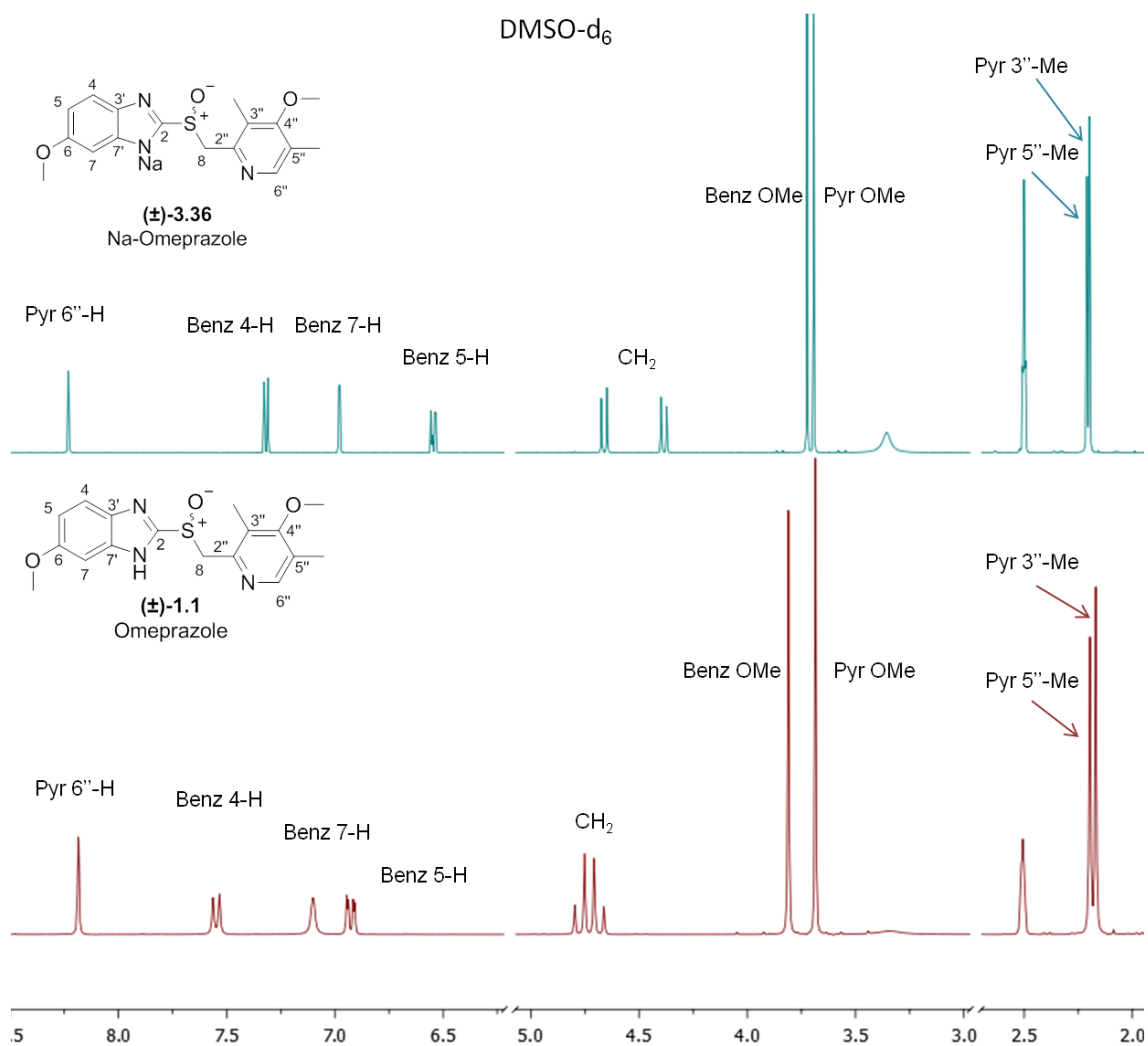 DMSO-d6
4
5
3'
N
O−
S
+
2
6
7
7'
N
Na
O
8
2''
3''
O
4''
5''
N
6''
(±)-3.36
Na-Omeprazole
Pyr 3’’-Me
Pyr 5’’-Me
Benz OMe
Pyr OMe
Pyr 6’’-H
Benz 4-H
Benz 7-H
Benz 5-H
CH2
4
5
3'
N
O−
S
+
2
6
7
7'
N
H
O
8
2''
3''
O
4''
5''
N
6''
(±)-1.1
Omeprazole
Pyr 3’’-Me
Pyr 5’’-Me
Benz OMe
Pyr OMe
Pyr 6’’-H
Benz 4-H
Benz 7-H
Benz 5-H
CH2
.5 8.0 7.5 7.0 6.5 5.0 4.5 4.0 3.5 3.0 2.5 2.0